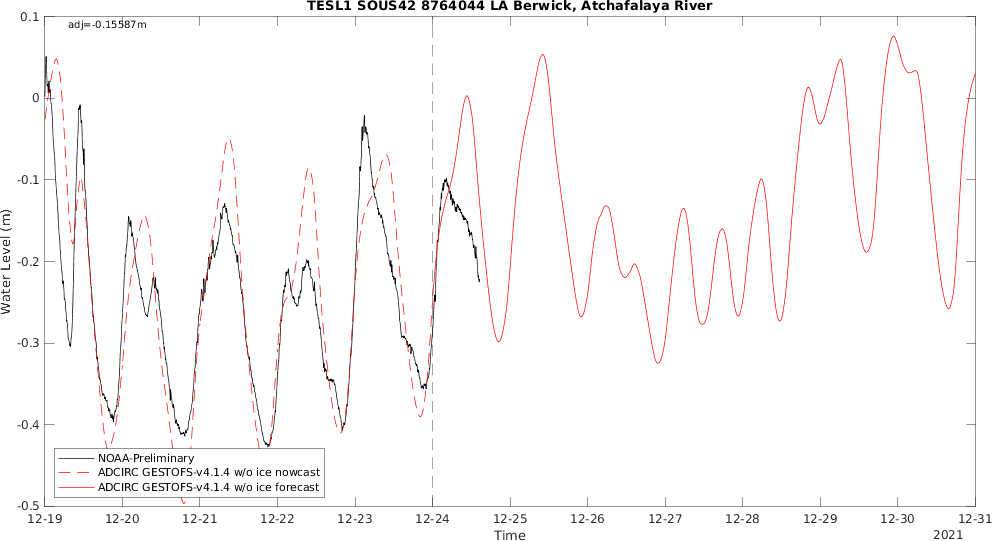 TESL1 SOUS42 8764044 LA Berwick, Atchafalaya River
adj=-0.15587m
0.1
0
-0.1
-0.2
-0.3
-0.4
-0.5
Water Level (m)
NOAA-Preliminary
ADCIRC GESTOFS-v4.1.4 w/o ice nowcast
ADCIRC GESTOFS-v4.1.4 w/o ice forecast
12-19 12-20 12-21 12-22 12-23 12-24 12-25 12-26 12-27 12-28 12-29 12-30 12-31
Time
2021